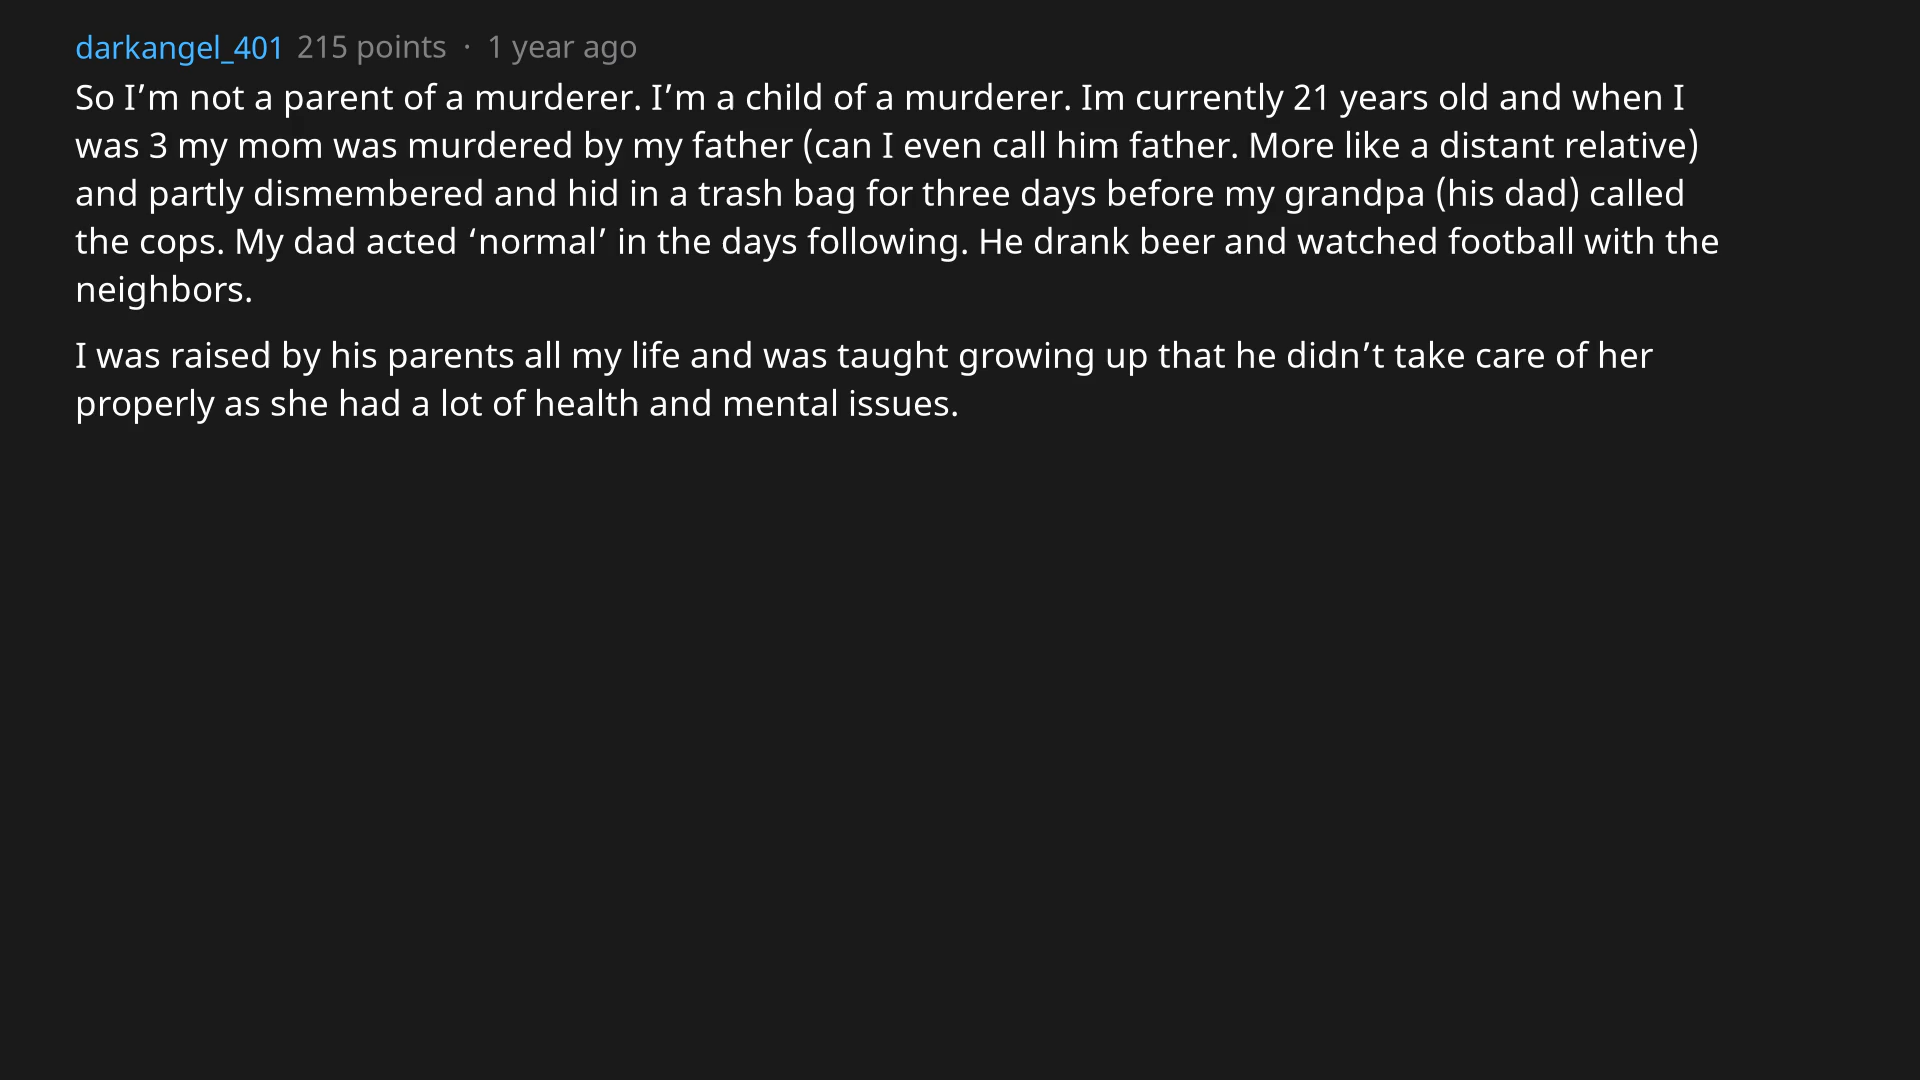 darkangel_401 215 points · 1 year ago
So I’m not a parent of a murderer. I’m a child of a murderer. Im currently 21 years old and when I
was 3 my mom was murdered by my father (can I even call him father. More like a distant relative)
and partly dismembered and hid in a trash bag for three days before my grandpa (his dad) called
the cops. My dad acted ‘normal’ in the days following. He drank beer and watched football with the
neighbors.
I was raised by his parents all my life and was taught growing up that he didn’t take care of her
properly as she had a lot of health and mental issues.